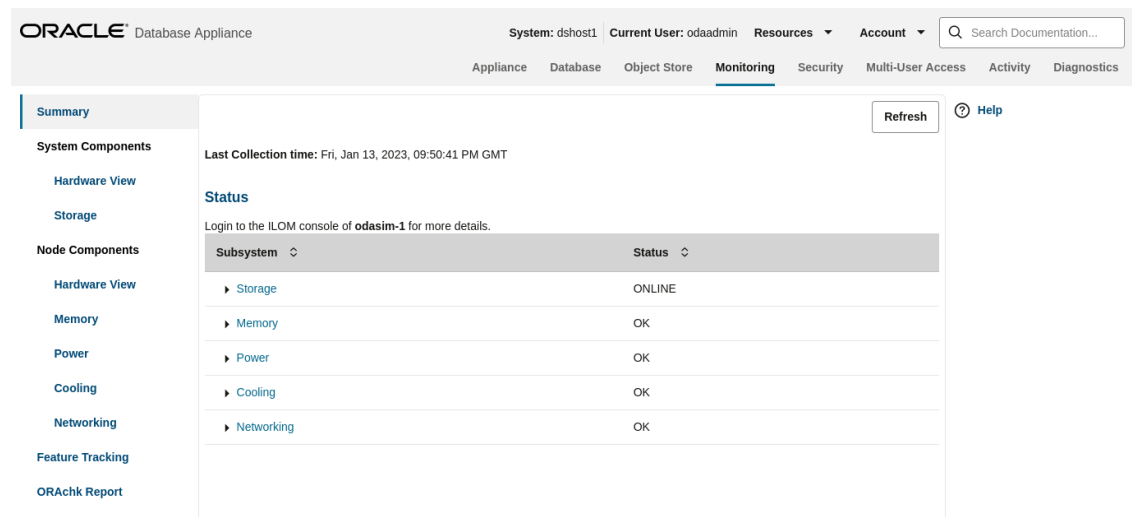 ORACLE® Database Appliance
System: dshost1 Current User: odaadmin Resources Account Search Documentation...
Appliance Database Object Store Monitoring Security Multi-User Access Activity Diagnostics
Summary
System Components
Hardware View
Storage
Node Components
Hardware View
Memory
Power
Cooling
Networking
Feature Tracking
ORAchk Report
Refresh
Last Collection time: Fri, Jan 13, 2023, 09:50:41 PM GMT
Status
Login to the ILOM console of odasim-1 for more details.
Subsystem Status
Storage ONLINE
Memory OK
Power OK
Cooling OK
Networking OK
Help